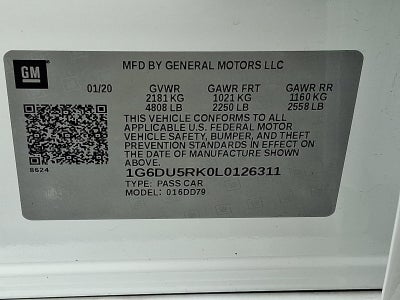 GM
MFD BY GENERAL MOTORS LLC
01/20 GVWR GAWR FRT GAWR RR
2181 KG 1021 KG 1160 KG
4808 LB 2250 LB 2558 LB
THIS VEHICLE CONFORMS TO ALL
APPLICABLE U.S. FEDERAL MOTOR
VEHICLE SAFETY, BUMPER, AND THEFT
PREVENTION STANDARDS IN EFFECT ON
THE DATE OF MANUFACTURE SHOWN
ABOVE.
8624
1G6DU5RK0L0126311
TYPE: PASS CAR
MODEL: 016DD79